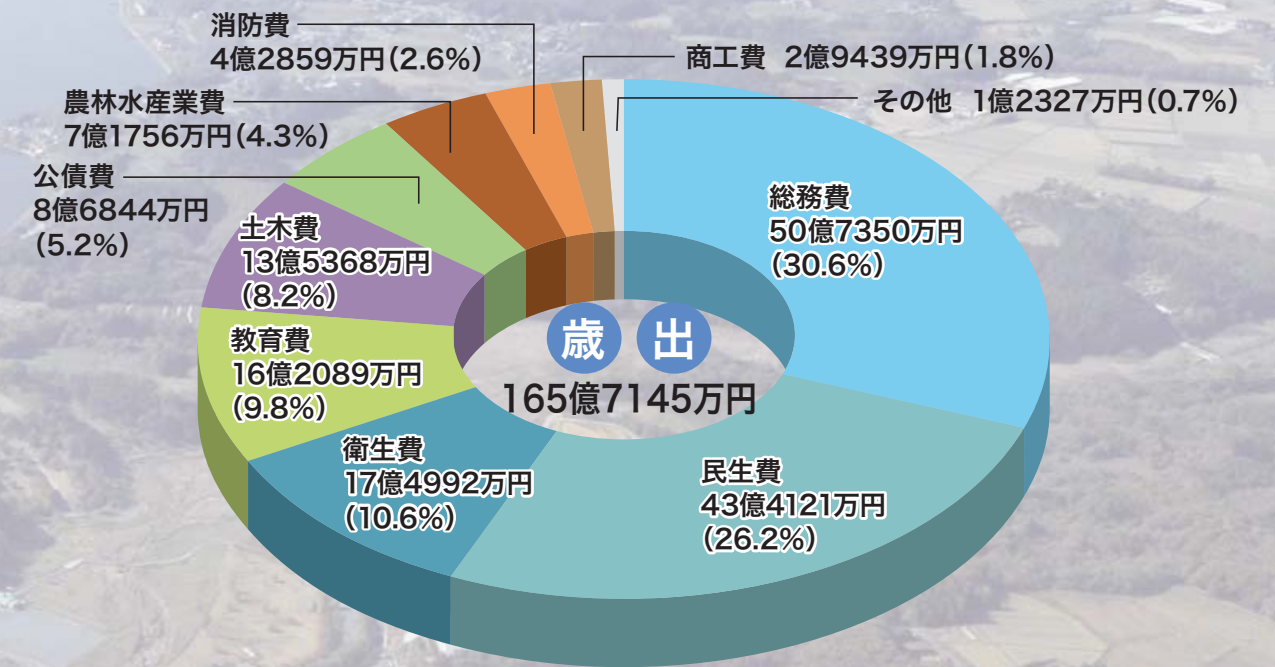 消防費
4億2859万円(2.6%)
商工費 2億9439万円(1.8%)
農林水産業費
7億1756万円(4.3%)
その他 1億2327万円(0.7%)
公債費
8億6844万円
(5.2%)
総務費
50億7350万円
(30.6%)
土木費
13億5368万円
(8.2%)
教育費
16億2089万円
(9.8%)
歳出
165億7145万円
衛生費
17億4992万円
(10.6%)
民生費
43億4121万円
(26.2%)